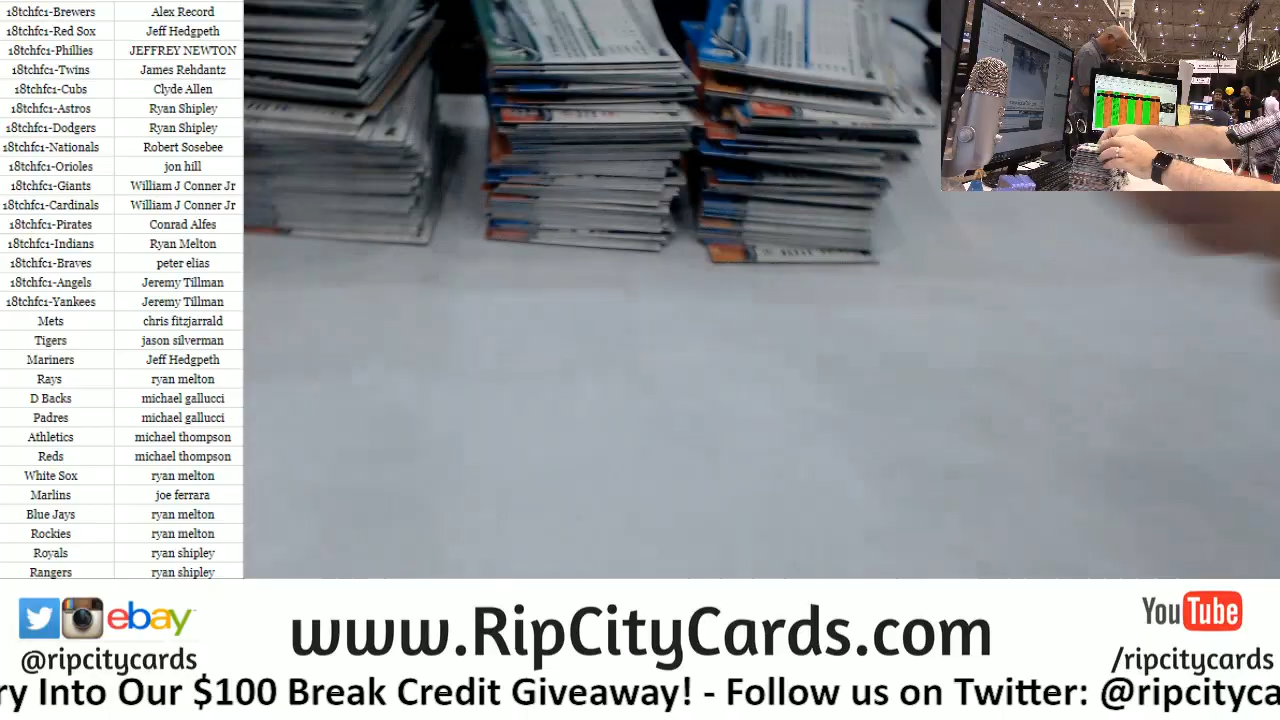 18tchfc1-Brewers Alex Record
18tchfc1-Red Sox Jeff Hedgpeth
18tchfc1-Phillies JEFFREY NEWTON
18tchfc1-Twins James Rehdantz
18tchfc1-Cubs Clyde Allen
18tchfc1-Astros Ryan Shipley
18tchfc1-Dodgers Ryan Shipley
18tchfc1-Nationals Robert Sosebee
18tchfc1-Orioles jon hill
18tchfc1-Giants William J Conner Jr
18tchfc1-Cardinals William J Conner Jr
18tchfc1-Pirates Conrad Alfes
18tchfc1-Indians Ryan Melton
18tchfc1-Braves peter elias
18tchfc1-Angels Jeremy Tillman
18tchfc1-Yankees Jeremy Tillman
Mets chris fitzjarrald
Tigers jason silverman
Mariners Jeff Hedgpeth
Rays ryan melton
D Backs michael gallucci
Padres michael gallucci
Athletics michael thompson
Reds michael thompson
White Sox ryan melton
Marlins joe ferrara
Blue Jays ryan melton
Rockies ryan melton
Royals ryan shipley
Rangers ryan shipley
ebay
@ripcitycards
www.RipCityCards.com
YouTube
/ripcitycards
ry Into Our $100 Break Credit Giveaway! - Follow us on Twitter: @ripcityca